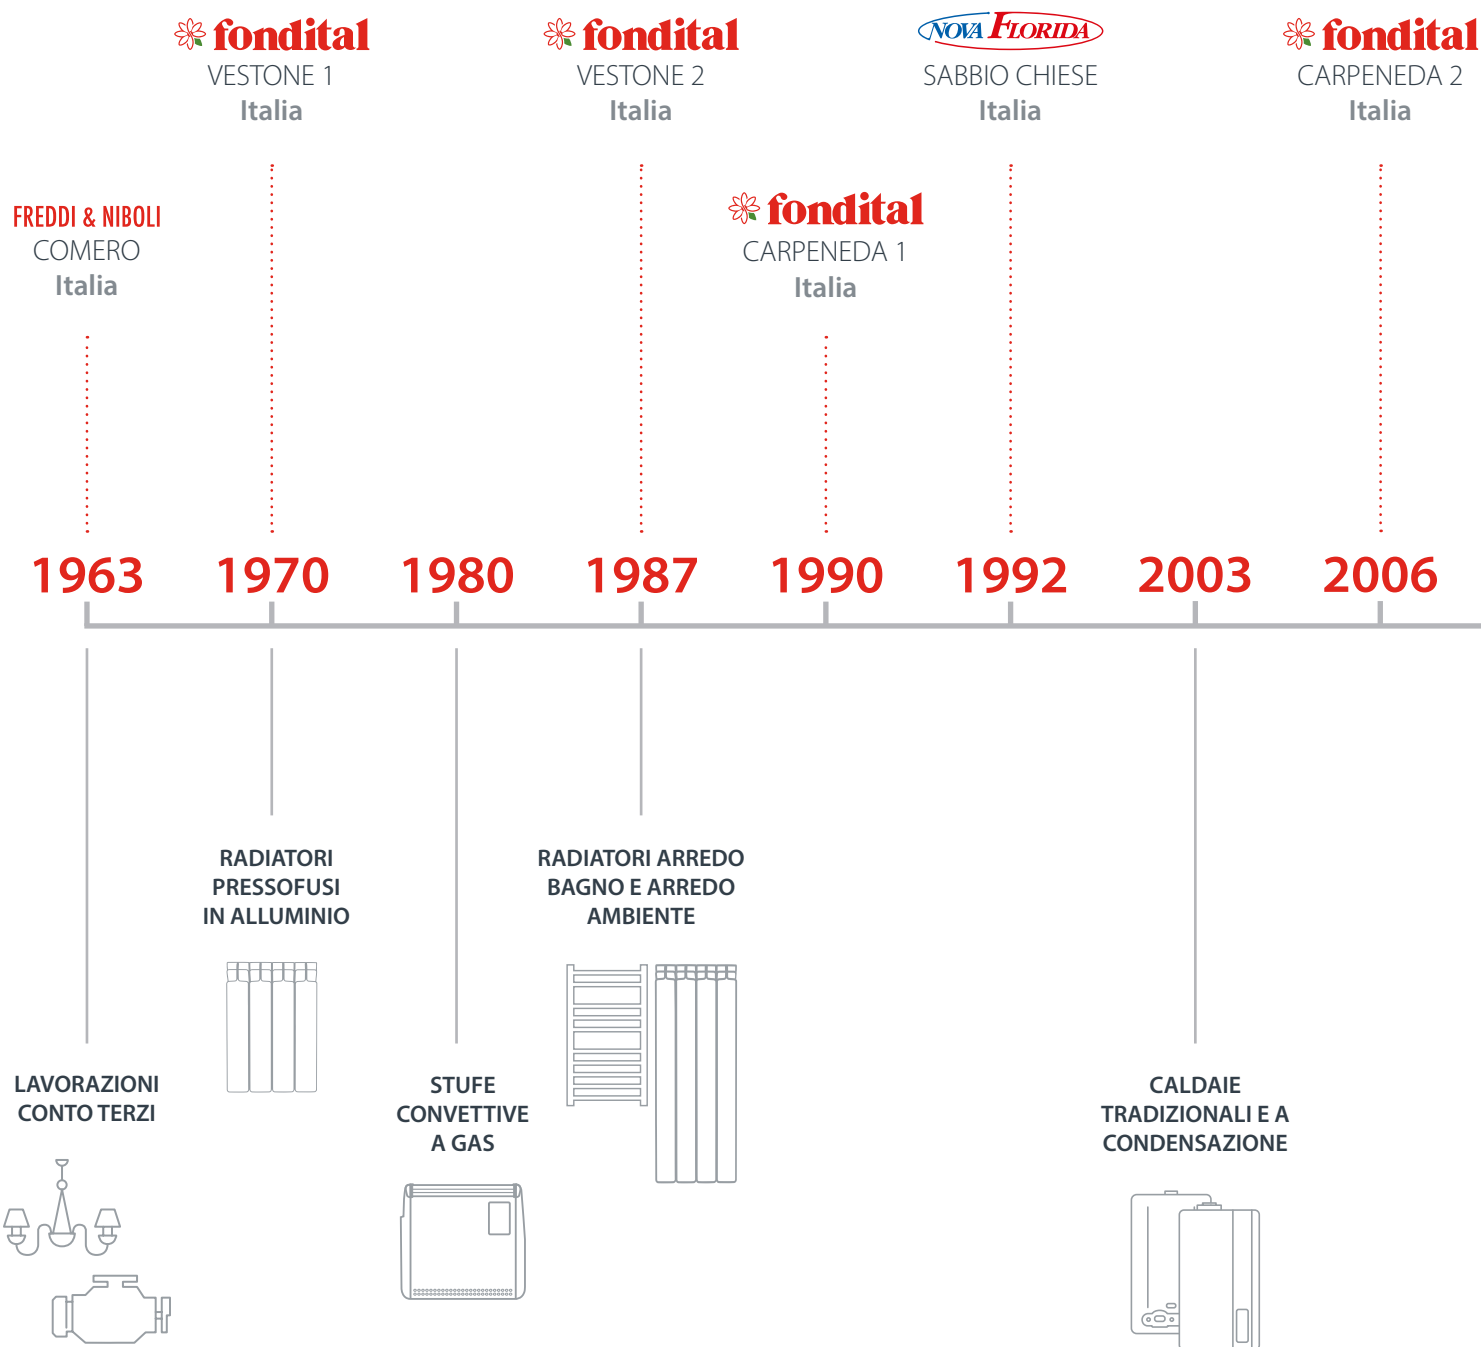 fondital
VESTONE 1
Italia
fondital
VESTONE 2
Italia
NOVA FLORIDA
SABBIO CHIESE
Italia
fondital
CARPENEDA 2
Italia
FREDDI & NIBOLI
COMERO
Italia
fondital
CARPENEDA 1
Italia
1963 1970 1980 1987 1990 1992 2003 2006
RADIATORI
PRESSOFUSI
IN ALLUMINIO
RADIATORI ARREDO
BAGNO E ARREDO
AMBIENTE
LAVORAZIONI
CONTO TERZI
STUFE
CONVETTIVE
A GAS
CALDAIE
TRADIZIONALI E A
CONDENSAZIONE